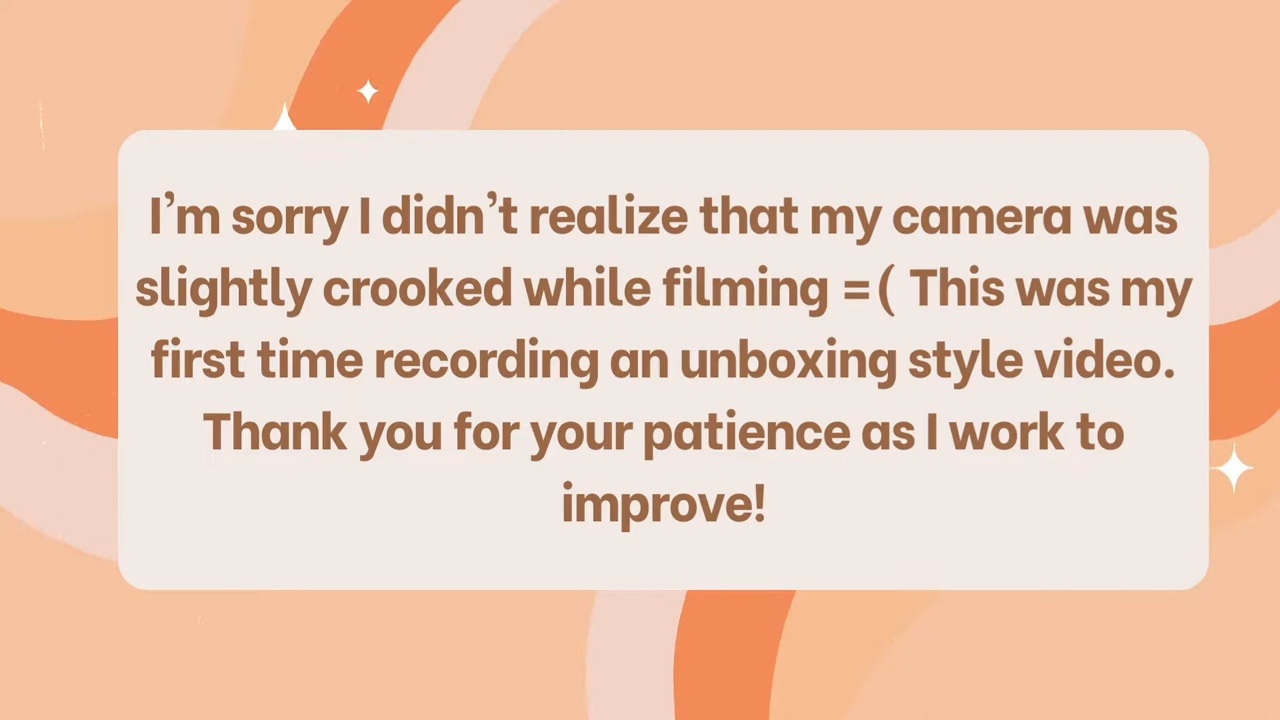 I’m sorry I didn’t realize that my camera was
slightly crooked while filming =( This was my
first time recording an unboxing style video.
Thank you for your patience as I work to
improve!